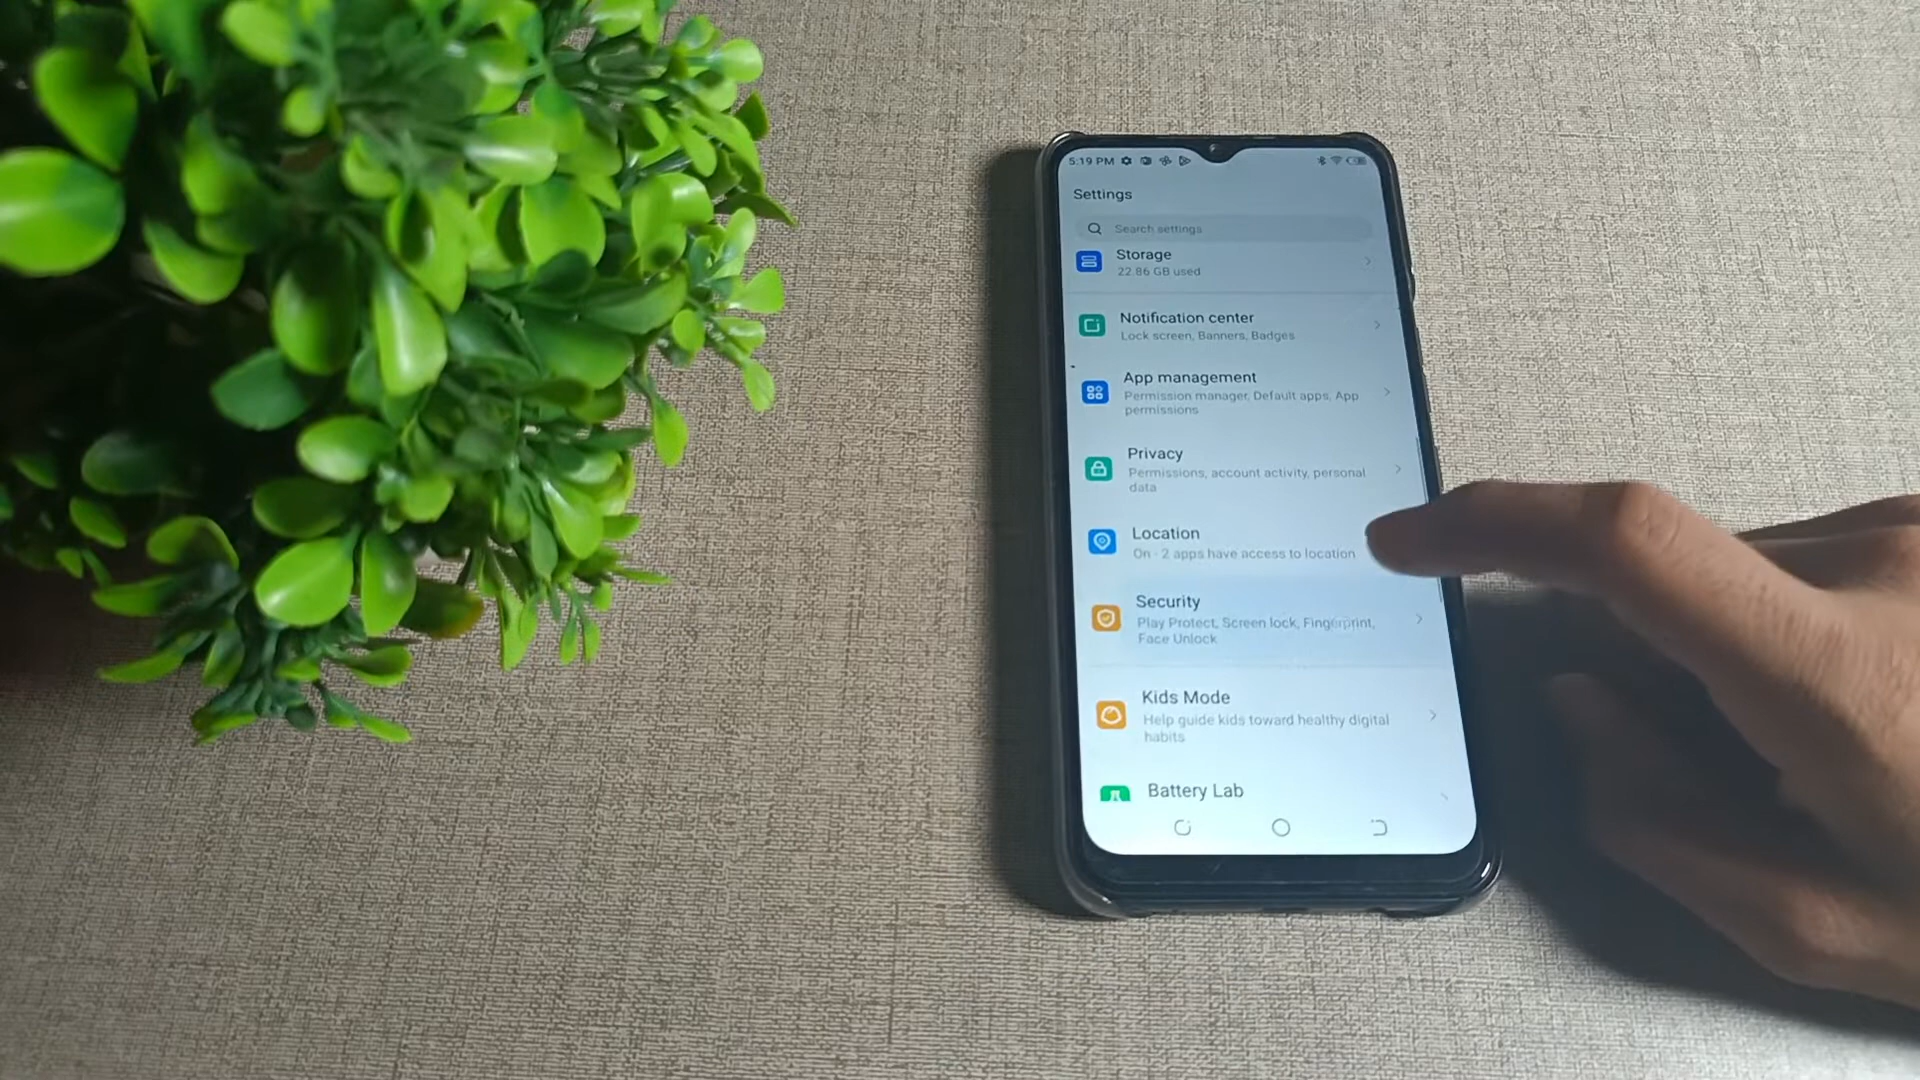 5:19 PM
Settings
Search settings
Storage
22.86 GB used
Notification center
Lock screen, Banners, Badges
App management
Permission manager, Default apps, App
permissions
Privacy
Permissions, account activity, personal
data
Location
On - 2 apps have access to location
Security
Play Protect, Screen lock, Fingerprint,
Face Unlock
Kids Mode
Help guide kids toward healthy digital
habits
Battery Lab